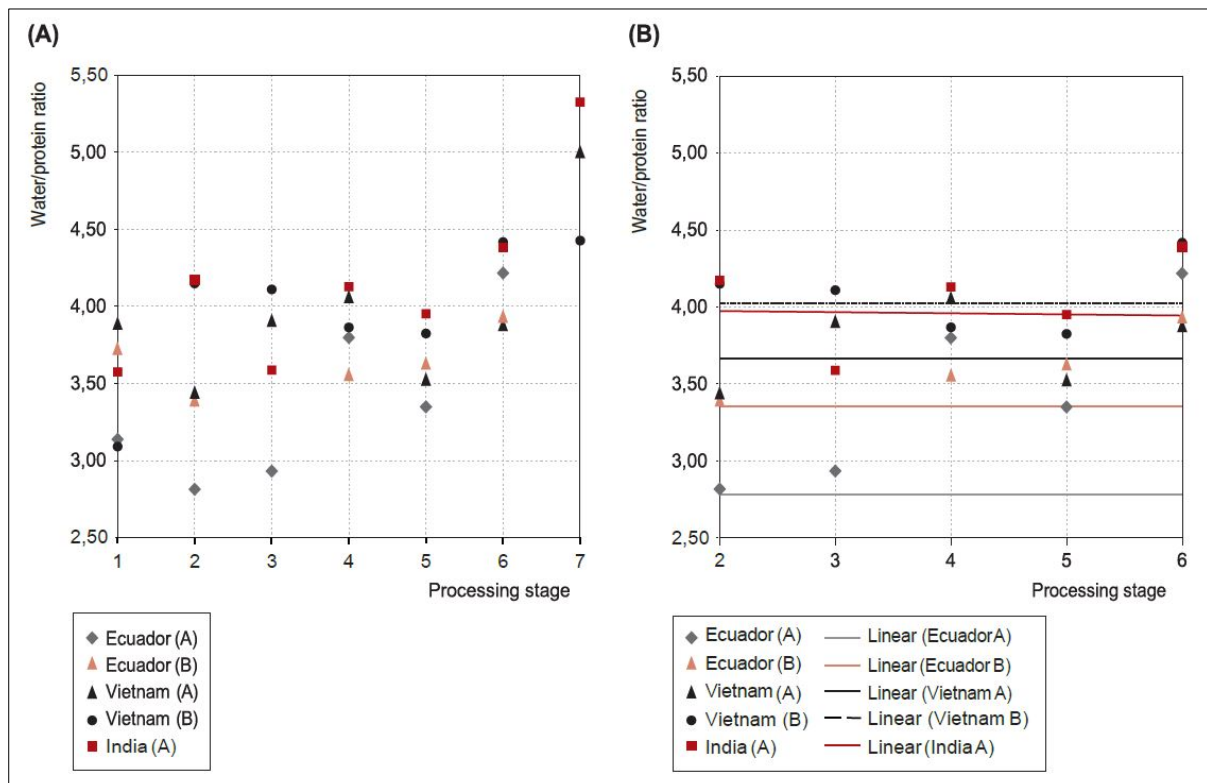 (A)
Water/protein ratio
5,50
5,00
4,50
4,00
3,50
3,00
2,50
1 2 3 4 5 6 7
Processing stage
Ecuador (A)
Ecuador (B)
Vietnam (A)
Vietnam (B)
India (A)
(B)
Water/protein ratio
5,50
5,00
4,50
4,00
3,50
3,00
2,50
2 3 4 5 6
Processing stage
Ecuador (A) Linear (Ecuador A)
Ecuador (B) Linear (Ecuador B)
Vietnam (A) Linear (Vietnam A)
Vietnam (B) Linear (Vietnam B)
India (A) Linear (India A)